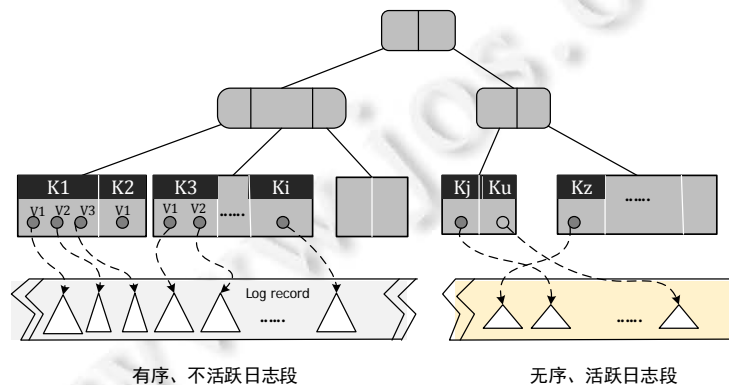 K1 K2 K3 Ki Kj Ku Kz
V1 V2 V3 V1 V1 V2 ...... ......
Log record
...... ......
有序、不活跃日志段 无序、活跃日志段